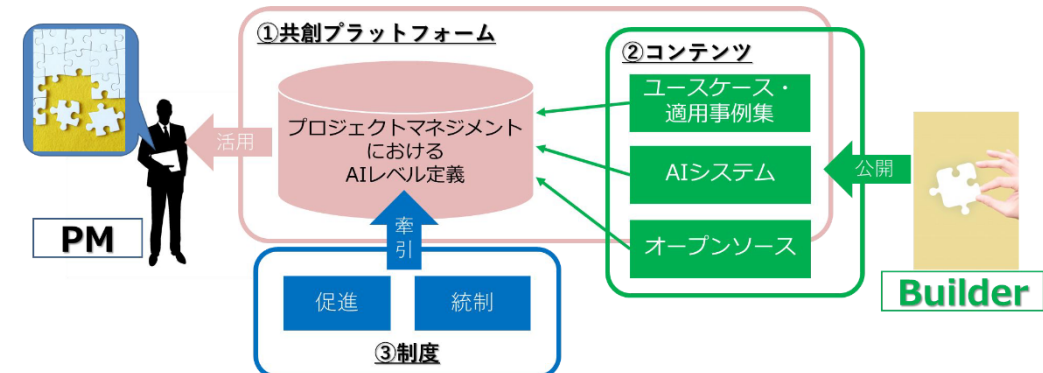 ①共創プラットフォーム
②コンテンツ
ユースケース・
適用事例集
プロジェクトマネジメント
における
AIレベル定義
活用
AIシステム
公開
PM
牽
引
オープンソース
Builder
促進
統制
③制度